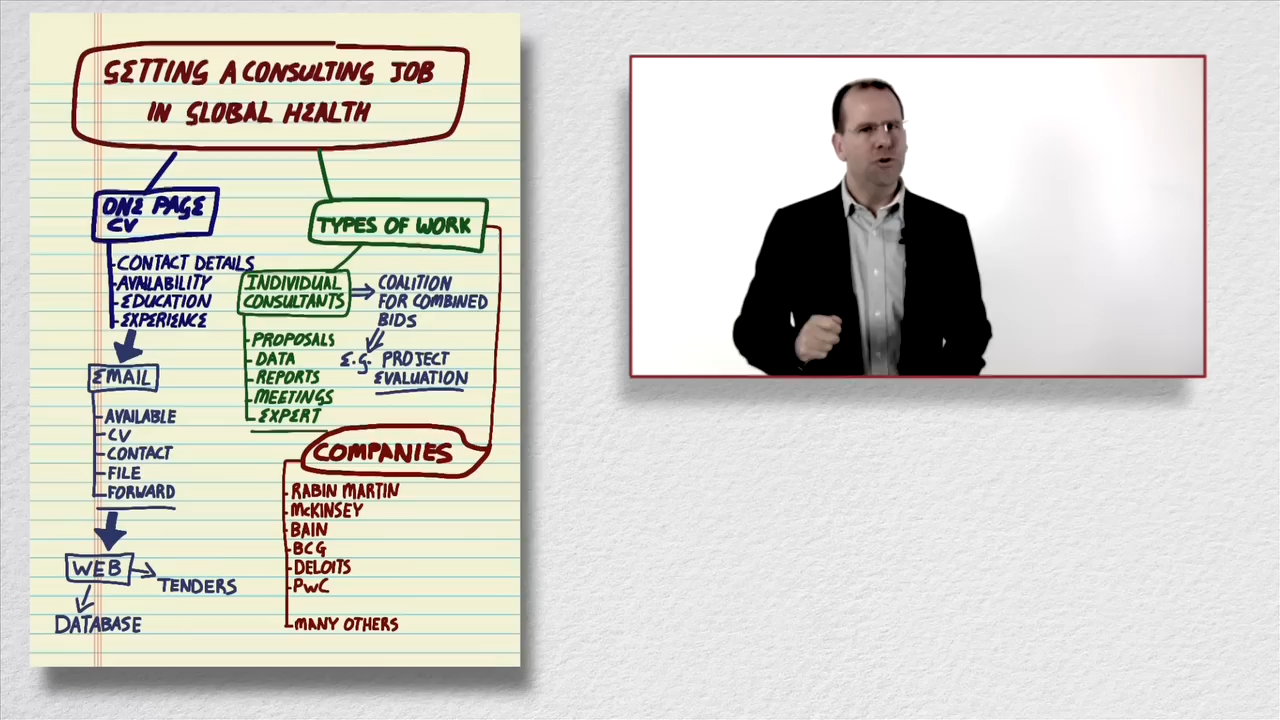 GETTING A CONSULTING JOB
IN GLOBAL HEALTH
ONE PAGE
CV
CONTACT DETAILS
AVAILABILITY
EDUCATION
EXPERIENCE
EMAIL
AVAILABLE
CV
CONTACT
FILE
FORWARD
WEB
TENDERS
DATABASE
TYPES OF WORK
INDIVIDUAL
CONSULTANTS
COALITION
FOR COMBINED
BIDS
E.G. PROJECT
EVALUATION
PROPOSALS
DATA
REPORTS
MEETINGS
EXPERT
COMPANIES
RABIN MARTIN
McKINSEY
BAIN
BCG
DELOITS
PwC
MANY OTHERS